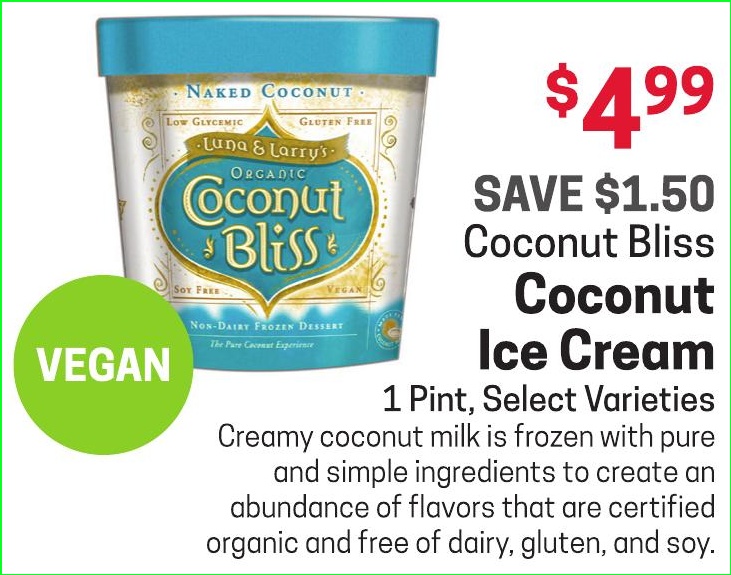 · NAKED COCONUT ·
LOW GLYCEMIC
GLUTEN FREE
· Luna & Larry's ·
ORGANIC
Coconut
Bliss
SOY FREE
VEGAN
NON-DAIRY FROZEN DESSERT
The Pure Coconut Experience
VEGAN
$4.99
SAVE $1.50
Coconut Bliss
Coconut
Ice Cream
1 Pint, Select Varieties
Creamy coconut milk is frozen with pure
and simple ingredients to create an
abundance of flavors that are certified
organic and free of dairy, gluten, and soy.